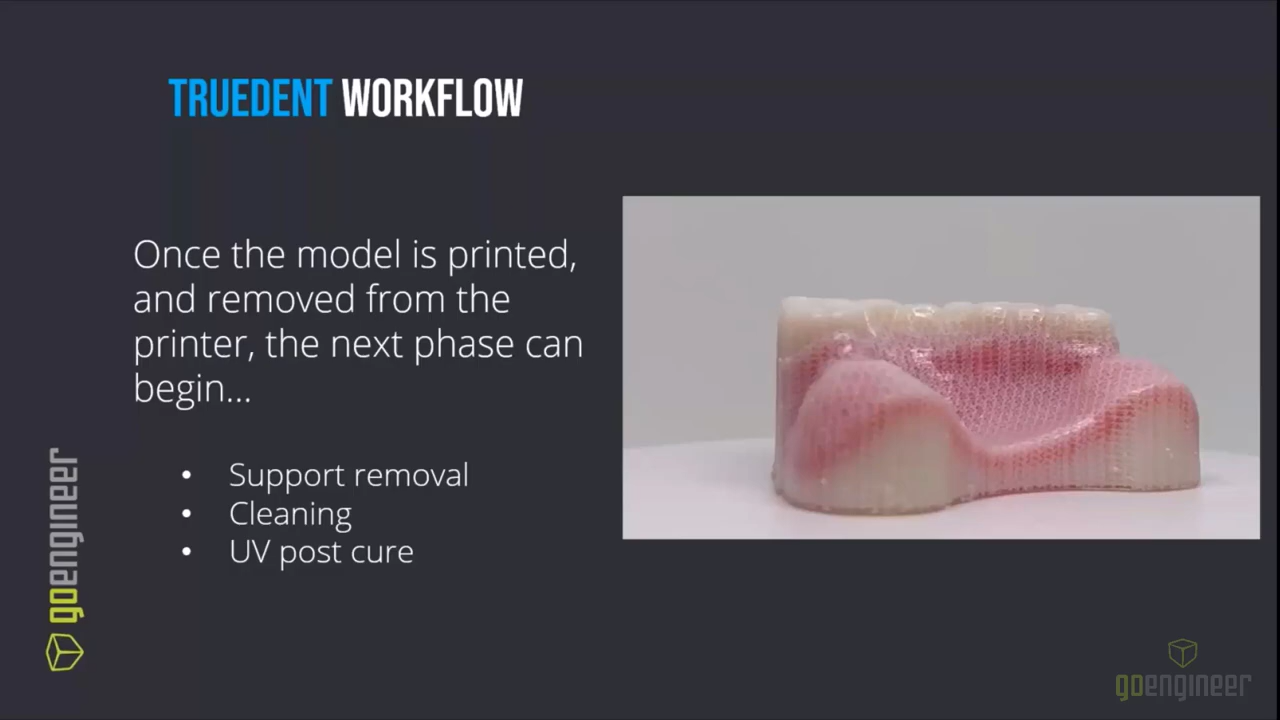 TRUEDENT WORKFLOW
Once the model is printed,
and removed from the
printer, the next phase can
begin...
• Support removal
• Cleaning
• UV post cure
goengineer
goengineer